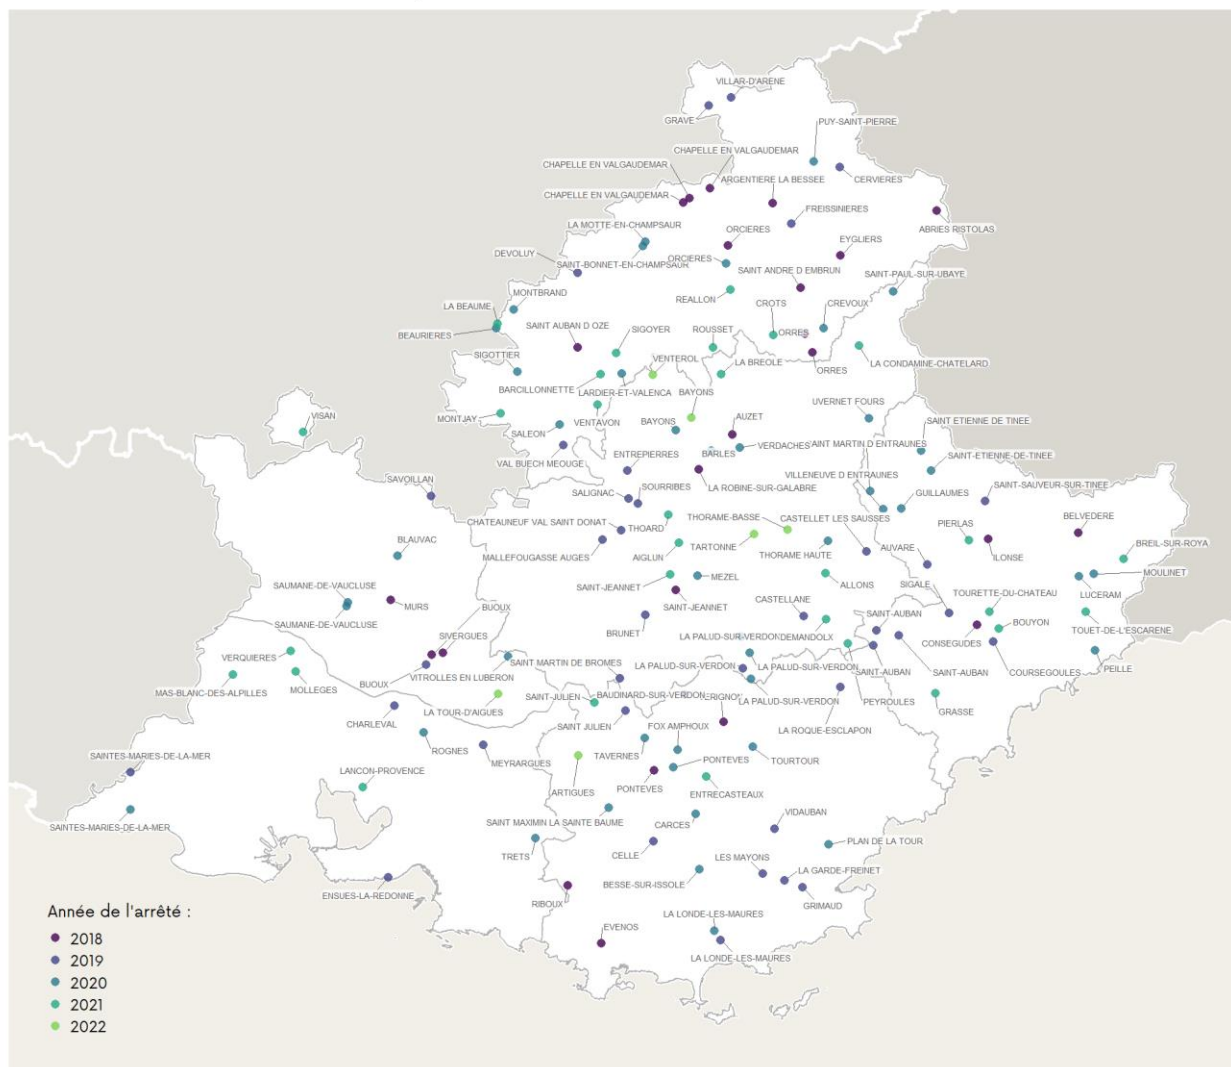 VILLAR-D'ARENE
GRAVE
PUY-SAINT-PIERRE
CHAPELLE EN VALGAUDEMAR
CHAPELLE EN VALGAUDEMAR
CERVIERES
ARGENTIERE LA BESSEE
CHAPELLE EN VALGAUDEMAR
FREISSINIERES
LA MOTTE-EN-CHAMPSAUR
ABRIES RISTOLAS
ORCIERES
EYGLIERS
DEVOLUY
SAINT-BONNET-EN-CHAMPSAUR
ORCIERES
SAINT ANDRE D EMBRUN
SAINT-PAUL-SUR-UBAYE
MONTBRAND
REALLON
LA BEAUME
CROTS
CREVOUX
SAINT AUBAN D OZE
SIGOYER
ROUSSET
ORRES
BEAURIERES
SIGOTTIER
VENTEROL
LA BREOLE
ORRES
LA CONDAMINE-CHATELARD
BARCILLONNETTE
LARDIER-ET-VALENCA
BAYONS
UVERNET FOURS
VISAN
MONTJAY
VENTAVON
BAYONS
AUZET
SAINT ETIENNE DE TINEE
SALEON
VAL BUECH MEOUGE
ENTREPIERRES
BARLES
VERDACHES
SAINT MARTIN D ENTRAUNES
SAINT-ETIENNE-DE-TINEE
SAVOILLAN
SALIGNAC
SOURRIBES
LA ROBINE-SUR-GALABRE
VILLENEUVE D ENTRAUNES
GUILLAUMES
SAINT-SAUVEUR-SUR-TINEE
CHATEAUNEUF VAL SAINT DONAT
THOARD
THORAME-BASSE
CASTELLET LES SAUSSES
PIERLAS
BELVEDERE
BLAUVAC
MALLEFOUGASSE AUGES
AIGLUN
TARTONNE
THORAME HAUTE
AUVARE
ILONSE
BREIL-SUR-ROYA
SAUMANE-DE-VAUCLUSE
SAINT-JEANNET
MEZEL
ALLONS
SIGALE
MOULINET
MURS
BUOUX
SAINT-JEANNET
CASTELLANE
TOURETTE-DU-CHATEAU
LUCERAM
SAUMANE-DE-VAUCLUSE
SIVERGUES
BRUNET
LA PALUD-SUR-VERDON
DEMANDOLX
SAINT-AUBAN
CONSEGUDES
BOUYON
TOUET-DE-L'ESCARENE
VERQUIERES
BUOUX
VITROLLES EN LUBERON
SAINT MARTIN DE BROMES
LA PALUD-SUR-VERDON
LA PALUD-SUR-VERDON
SAINT-AUBAN
SAINT-AUBAN
COURSEGOULES
PEILLE
MAS-BLANC-DES-ALPILLES
MOLLEGES
LA TOUR-D'AIGUES
SAINT-JULIEN
BAUDINARD-SUR-VERDON
LA PALUD-SUR-VERDON
PEYROULES
GRASSE
CHARLEVAL
SAINT JULIEN
FOX AMPHOUX
LA ROQUE-ESCLAPON
ROGNES
MEYRARGUES
TAVERNES
PONTEVES
TOURTOUR
SAINTES-MARIES-DE-LA-MER
LANCON-PROVENCE
ARTIGUES
PONTEVES
ENTRECASTEAUX
SAINTES-MARIES-DE-LA-MER
SAINT MAXIMIN LA SAINTE BAUME
CARCES
VIDAUBAN
TRETS
CELLE
LES MAYONS
PLAN DE LA TOUR
ENSUES-LA-REDONNE
BESSE-SUR-ISSOLE
LA GARDE-FREINET
RIBOUX
GRIMAUD
EVENOS
LA LONDE-LES-MAURES
LA LONDE-LES-MAURES
Année de l'arrêté :
2018
2019
2020
2021
2022